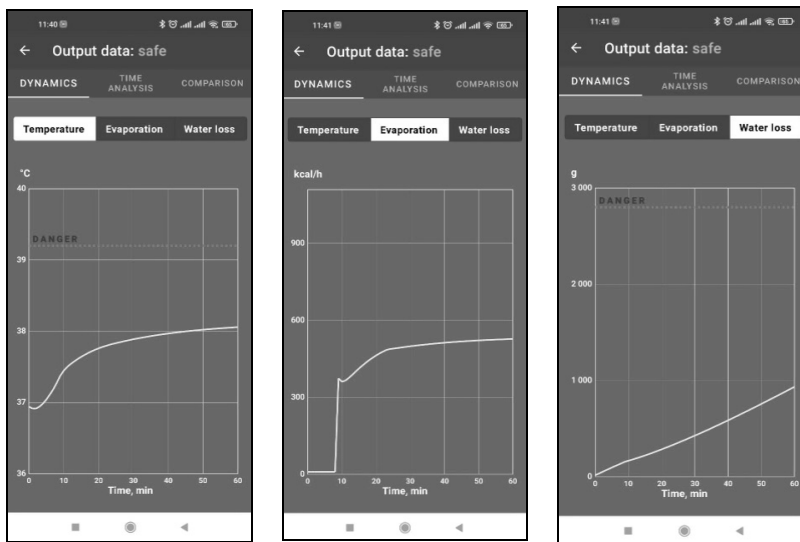 11:40
Output data: safe
DYNAMICS
TIME
ANALYSIS
COMPARISON
Temperature
Evaporation
Water loss
°C
40
DANGER
39
38
37
36
0
10
20
30
40
50
60
Time, min
11:41
Output data: safe
DYNAMICS
TIME
ANALYSIS
COMPARISON
Temperature
Evaporation
Water loss
kcal/h
900
600
300
0
0
10
20
30
40
50
60
Time, min
11:41
Output data: safe
DYNAMICS
TIME
ANALYSIS
COMPARISON
Temperature
Evaporation
Water loss
g
3 000
DANGER
2 000
1 000
0
0
10
20
30
40
50
60
Time, min